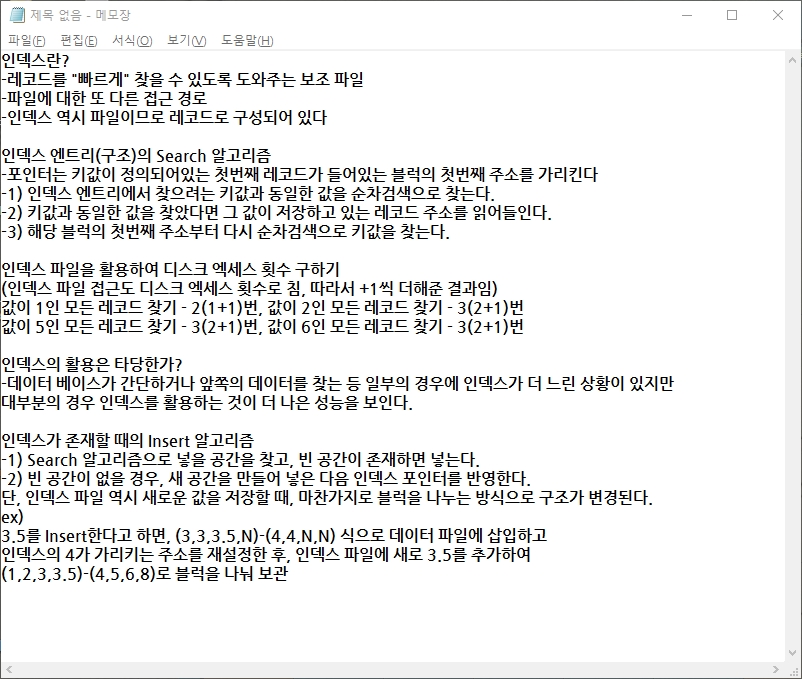 제목 없음 - 메모장
파일(F) 편집(E) 서식(O) 보기(V) 도움말(H)
인덱스란?
-레코드를 "빠르게" 찾을 수 있도록 도와주는 보조 파일
-파일에 대한 또 다른 접근 경로
-인덱스 역시 파일이므로 레코드로 구성되어 있다
인덱스 엔트리(구조)의 Search 알고리즘
-포인터는 키값이 정의되어있는 첫번째 레코드가 들어있는 블럭의 첫번째 주소를 가리킨다
-1) 인덱스 엔트리에서 찾으려는 키값과 동일한 값을 순차검색으로 찾는다.
-2) 키값과 동일한 값을 찾았다면 그 값이 저장하고 있는 레코드 주소를 읽어들인다.
-3) 해당 블럭의 첫번째 주소부터 다시 순차검색으로 키값을 찾는다.
인덱스 파일을 활용하여 디스크 엑세스 횟수 구하기
(인덱스 파일 접근도 디스크 엑세스 횟수로 침, 따라서 +1씩 더해준 결과임)
값이 1인 모든 레코드 찾기 - 2(1+1)번, 값이 2인 모든 레코드 찾기 - 3(2+1)번
값이 5인 모든 레코드 찾기 - 3(2+1)번, 값이 6인 모든 레코드 찾기 - 3(2+1)번
인덱스의 활용은 타당한가?
-데이터 베이스가 간단하거나 앞쪽의 데이터를 찾는 등 일부의 경우에 인덱스가 더 느린 상황이 있지만
대부분의 경우 인덱스를 활용하는 것이 더 나은 성능을 보인다.
인덱스가 존재할 때의 Insert 알고리즘
-1) Search 알고리즘으로 넣을 공간을 찾고, 빈 공간이 존재하면 넣는다.
-2) 빈 공간이 없을 경우, 새 공간을 만들어 넣은 다음 인덱스 포인터를 반영한다.
단, 인덱스 파일 역시 새로운 값을 저장할 때, 마찬가지로 블럭을 나누는 방식으로 구조가 변경된다.
ex)
3.5를 Insert한다고 하면, (3,3,3.5,N)-(4,4,N,N) 식으로 데이터 파일에 삽입하고
인덱스의 4가 가리키는 주소를 재설정한 후, 인덱스 파일에 새로 3.5를 추가하여
(1,2,3,3.5)-(4,5,6,8)로 블럭을 나눠 보관